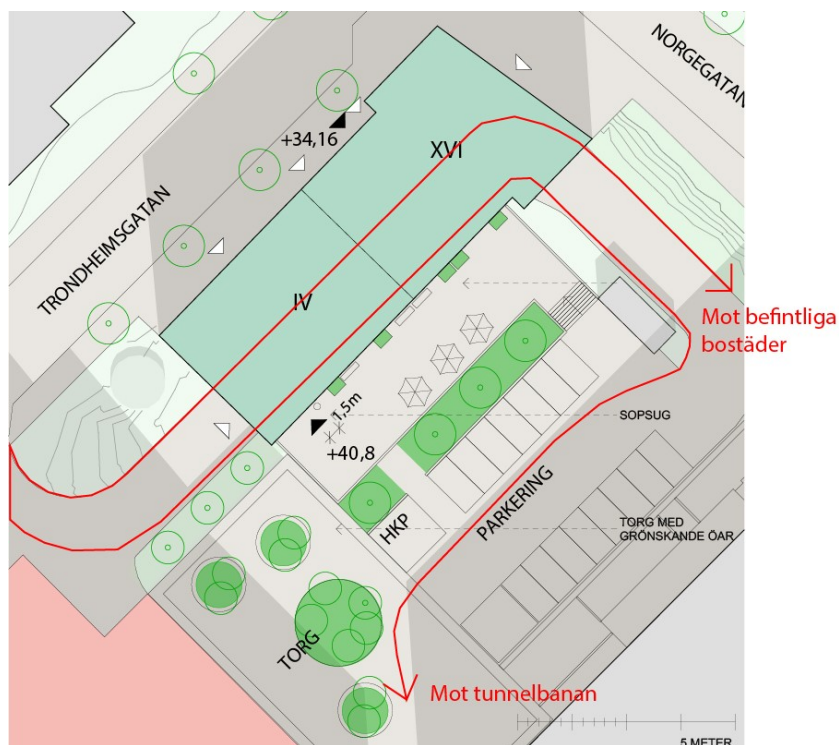 NORGEGATAN
+34,16
XVI
TRONDHEIMSGATAN
IV
Mot befintliga
bostäder
1,5m
SOPSUG
+40,8
PARKERING
HKP
TORG MED
GRÖNSKANDE ÖAR
TORG
Mot tunnelbanan
5 METER